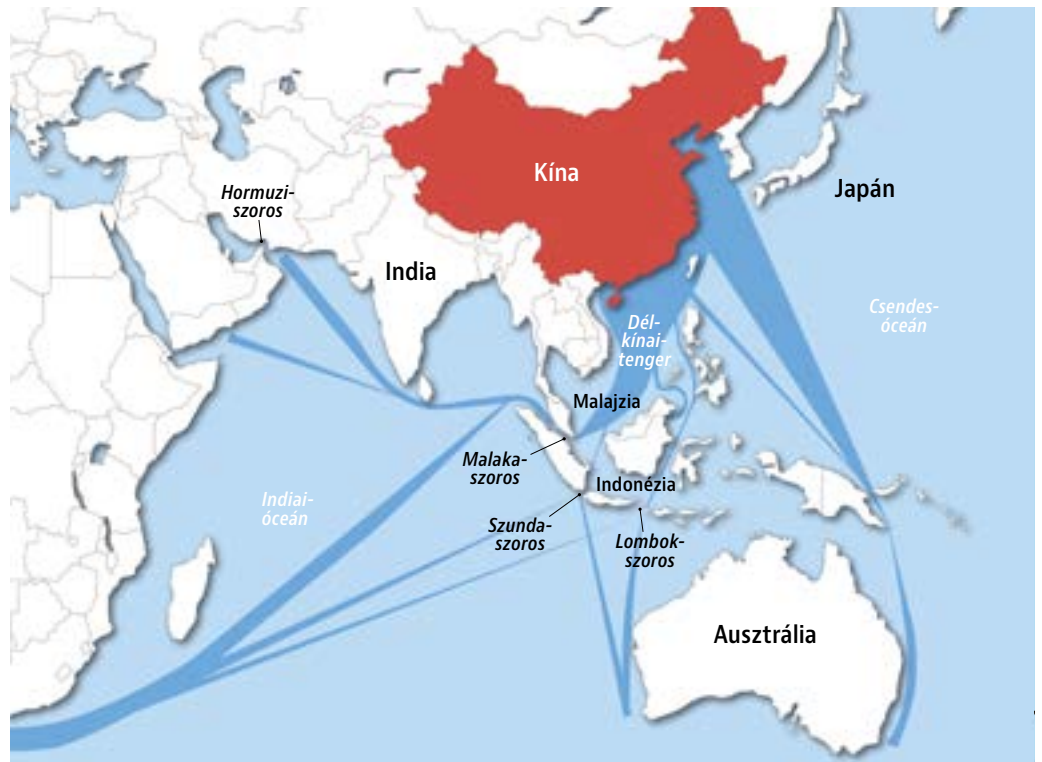 Kína
Japán
Hormuzi-
szoros
India
Csendes-
óceán
Dél-
kínai-
tenger
Malajzia
Malaka-
szoros
Indonézia
Indiai-
óceán
Szunda-
szoros
Lombok-
szoros
Ausztrália